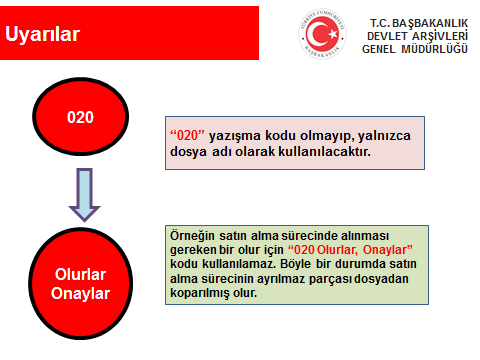 Uyarılar
T.C. BAŞBAKANLIK
DEVLET ARŞİVLERİ
GENEL MÜDÜRLÜĞÜ
020
“020” yazışma kodu olmayıp, yalnızca
dosya adı olarak kullanılacaktır.
Olurlar
Onaylar
Örneğin satın alma sürecinde alınması
gereken bir olur için “020 Olurlar, Onaylar”
kodu kullanılamaz. Böyle bir durumda satın
alma sürecinin ayrılmaz parçası dosyadan
koparılmış olur.